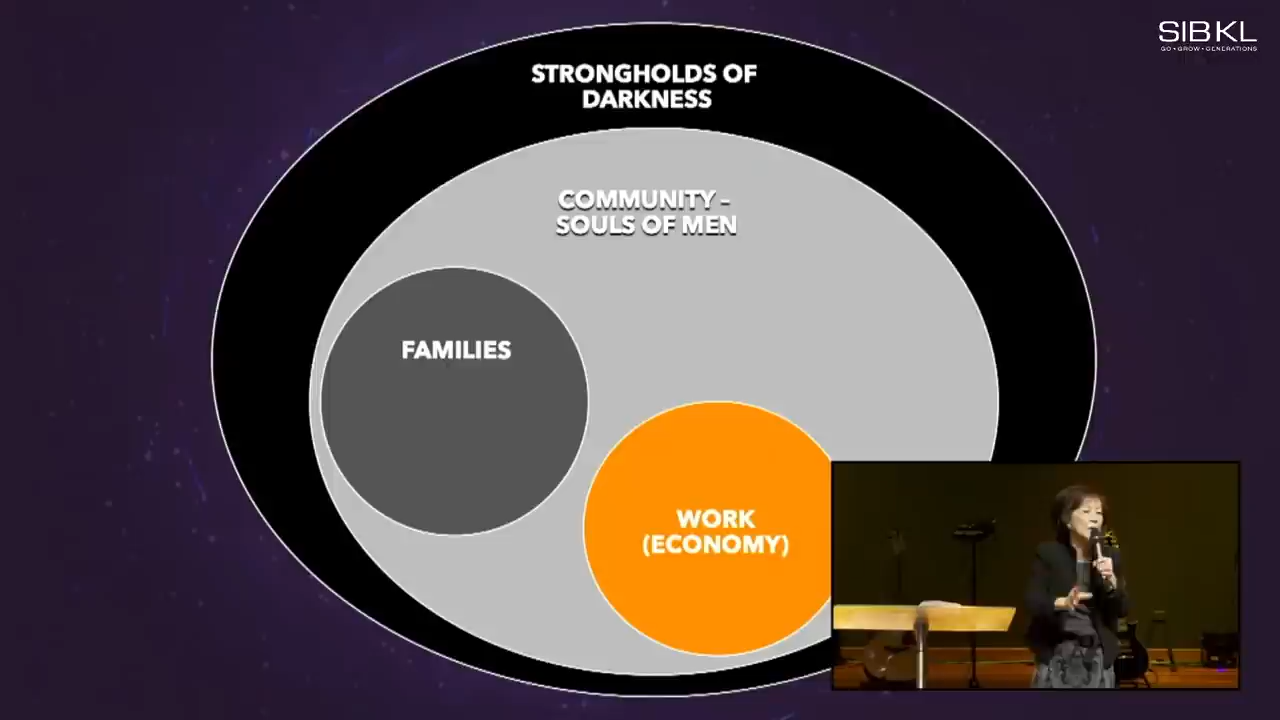 SIBKL
GO • GROW • GENERATIONS
STRONGHOLDS OF
DARKNESS
COMMUNITY –
SOULS OF MEN
FAMILIES
WORK
(ECONOMY)